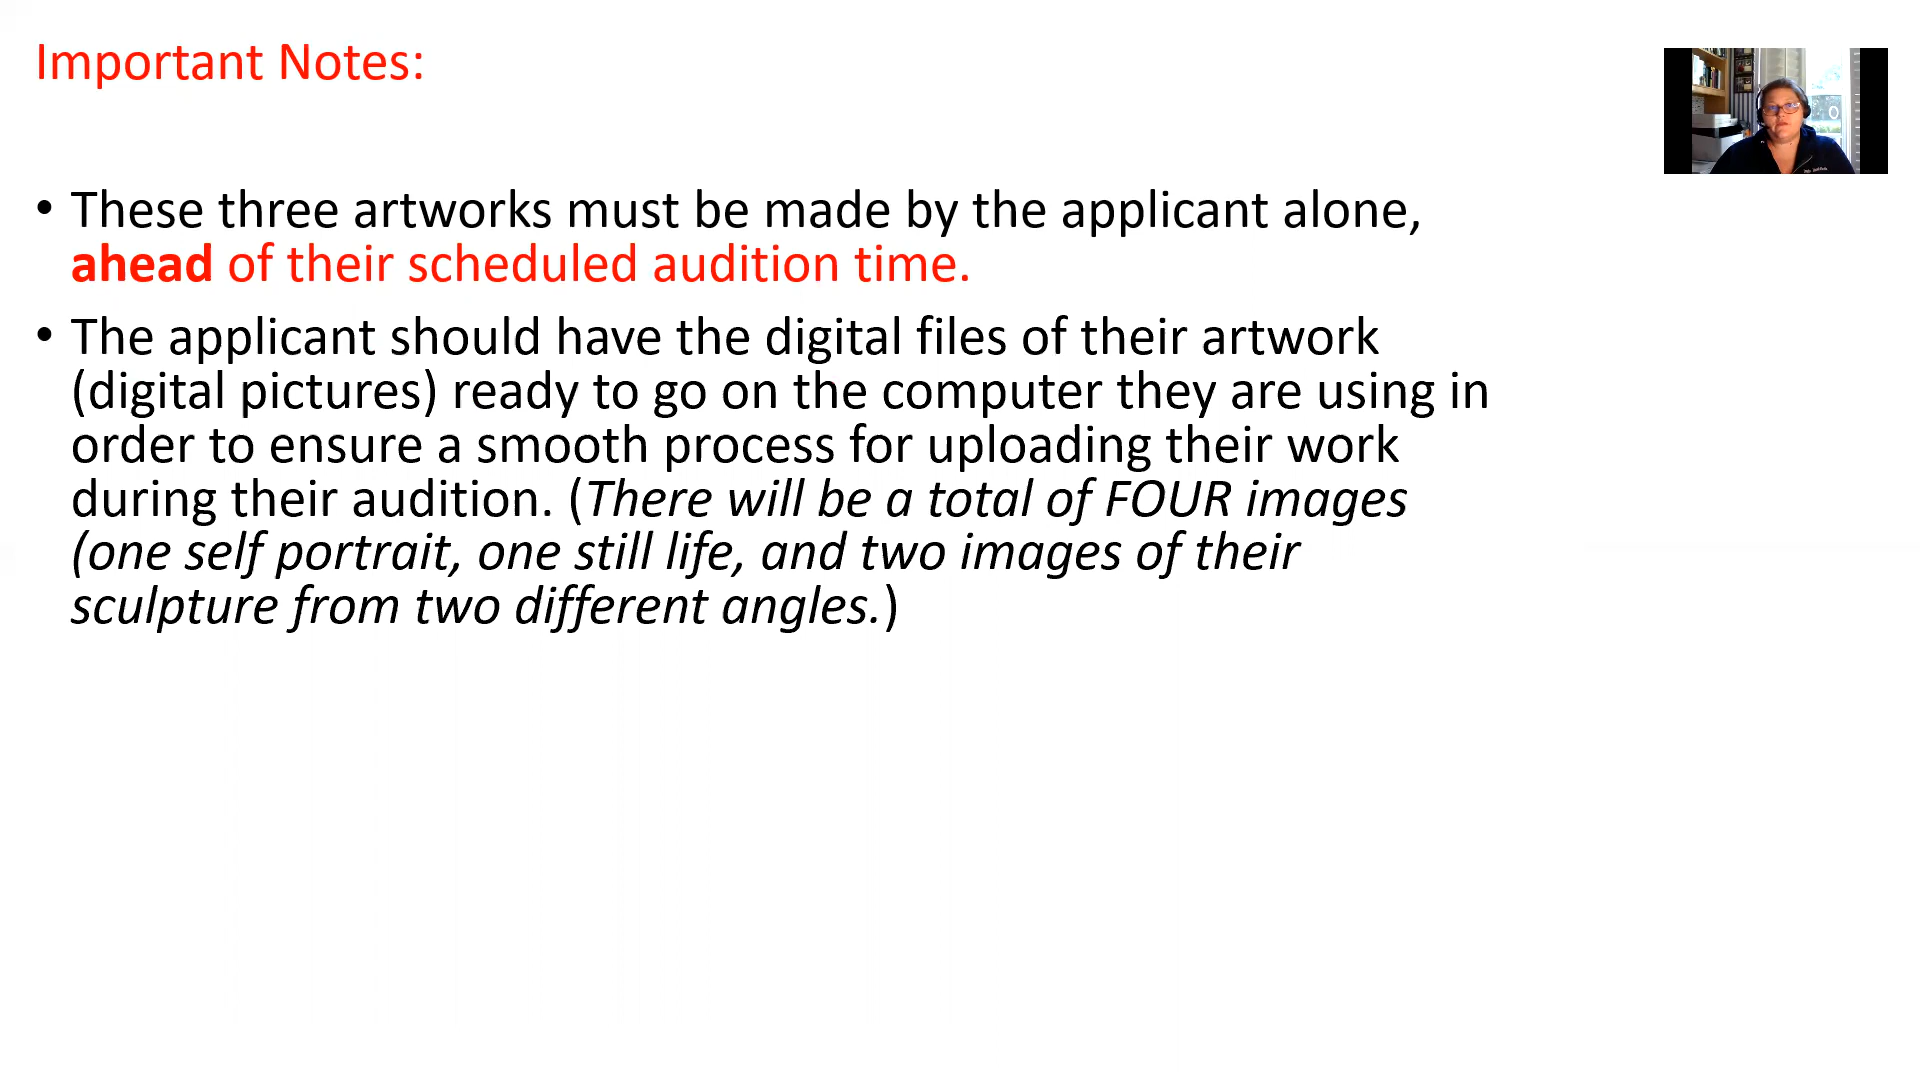 Important Notes:
• These three artworks must be made by the applicant alone,
ahead of their scheduled audition time.
• The applicant should have the digital files of their artwork
(digital pictures) ready to go on the computer they are using in
order to ensure a smooth process for uploading their work
during their audition. (There will be a total of FOUR images
(one self portrait, one still life, and two images of their
sculpture from two different angles.)